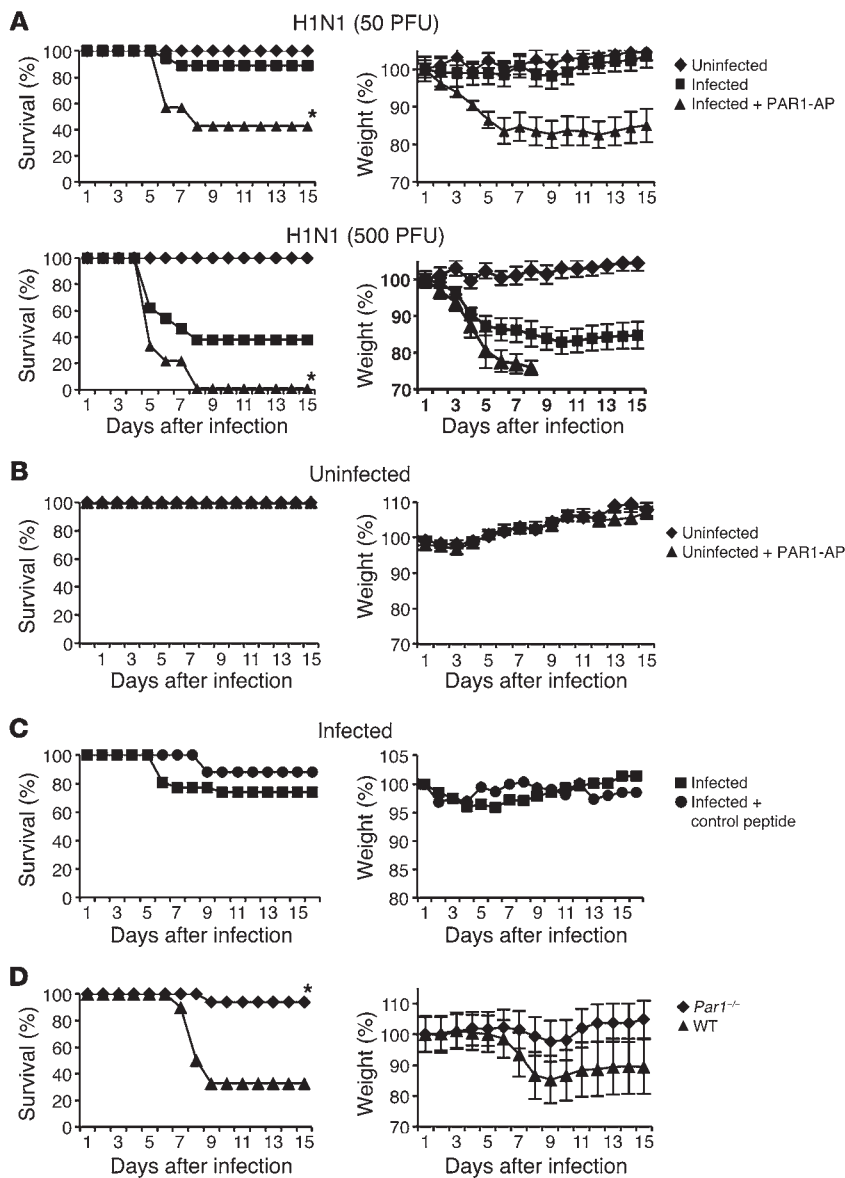 A
H1N1 (50 PFU)
Survival (%)
100
80
60
40
20
0
1 3 5 7 9 11 13 15
*
Weight (%)
100
90
80
70
1 3 5 7 9 11 13 15
Uninfected
Infected
Infected + PAR1-AP
H1N1 (500 PFU)
Survival (%)
100
80
60
40
20
0
1 3 5 7 9 11 13 15
*
Days after infection
Weight (%)
100
90
80
70
1 3 5 7 9 11 13 15
Days after infection
B
Uninfected
Survival (%)
100
80
60
40
20
0
1 3 5 7 9 11 13 15
Days after infection
Weight (%)
110
100
90
80
70
1 3 5 7 9 11 13 15
Days after infection
Uninfected
Uninfected + PAR1-AP
C
Infected
Survival (%)
100
80
60
40
20
0
1 3 5 7 9 11 13 15
Days after infection
Weight (%)
105
100
95
90
85
80
1 3 5 7 9 11 13 15
Days after infection
Infected
Infected +
control peptide
D
Survival (%)
100
80
60
40
20
0
1 3 5 7 9 11 13 15
*
Days after infection
Weight (%)
110
100
90
80
70
1 3 5 7 9 11 13 15
Days after infection
Par1–/–
WT